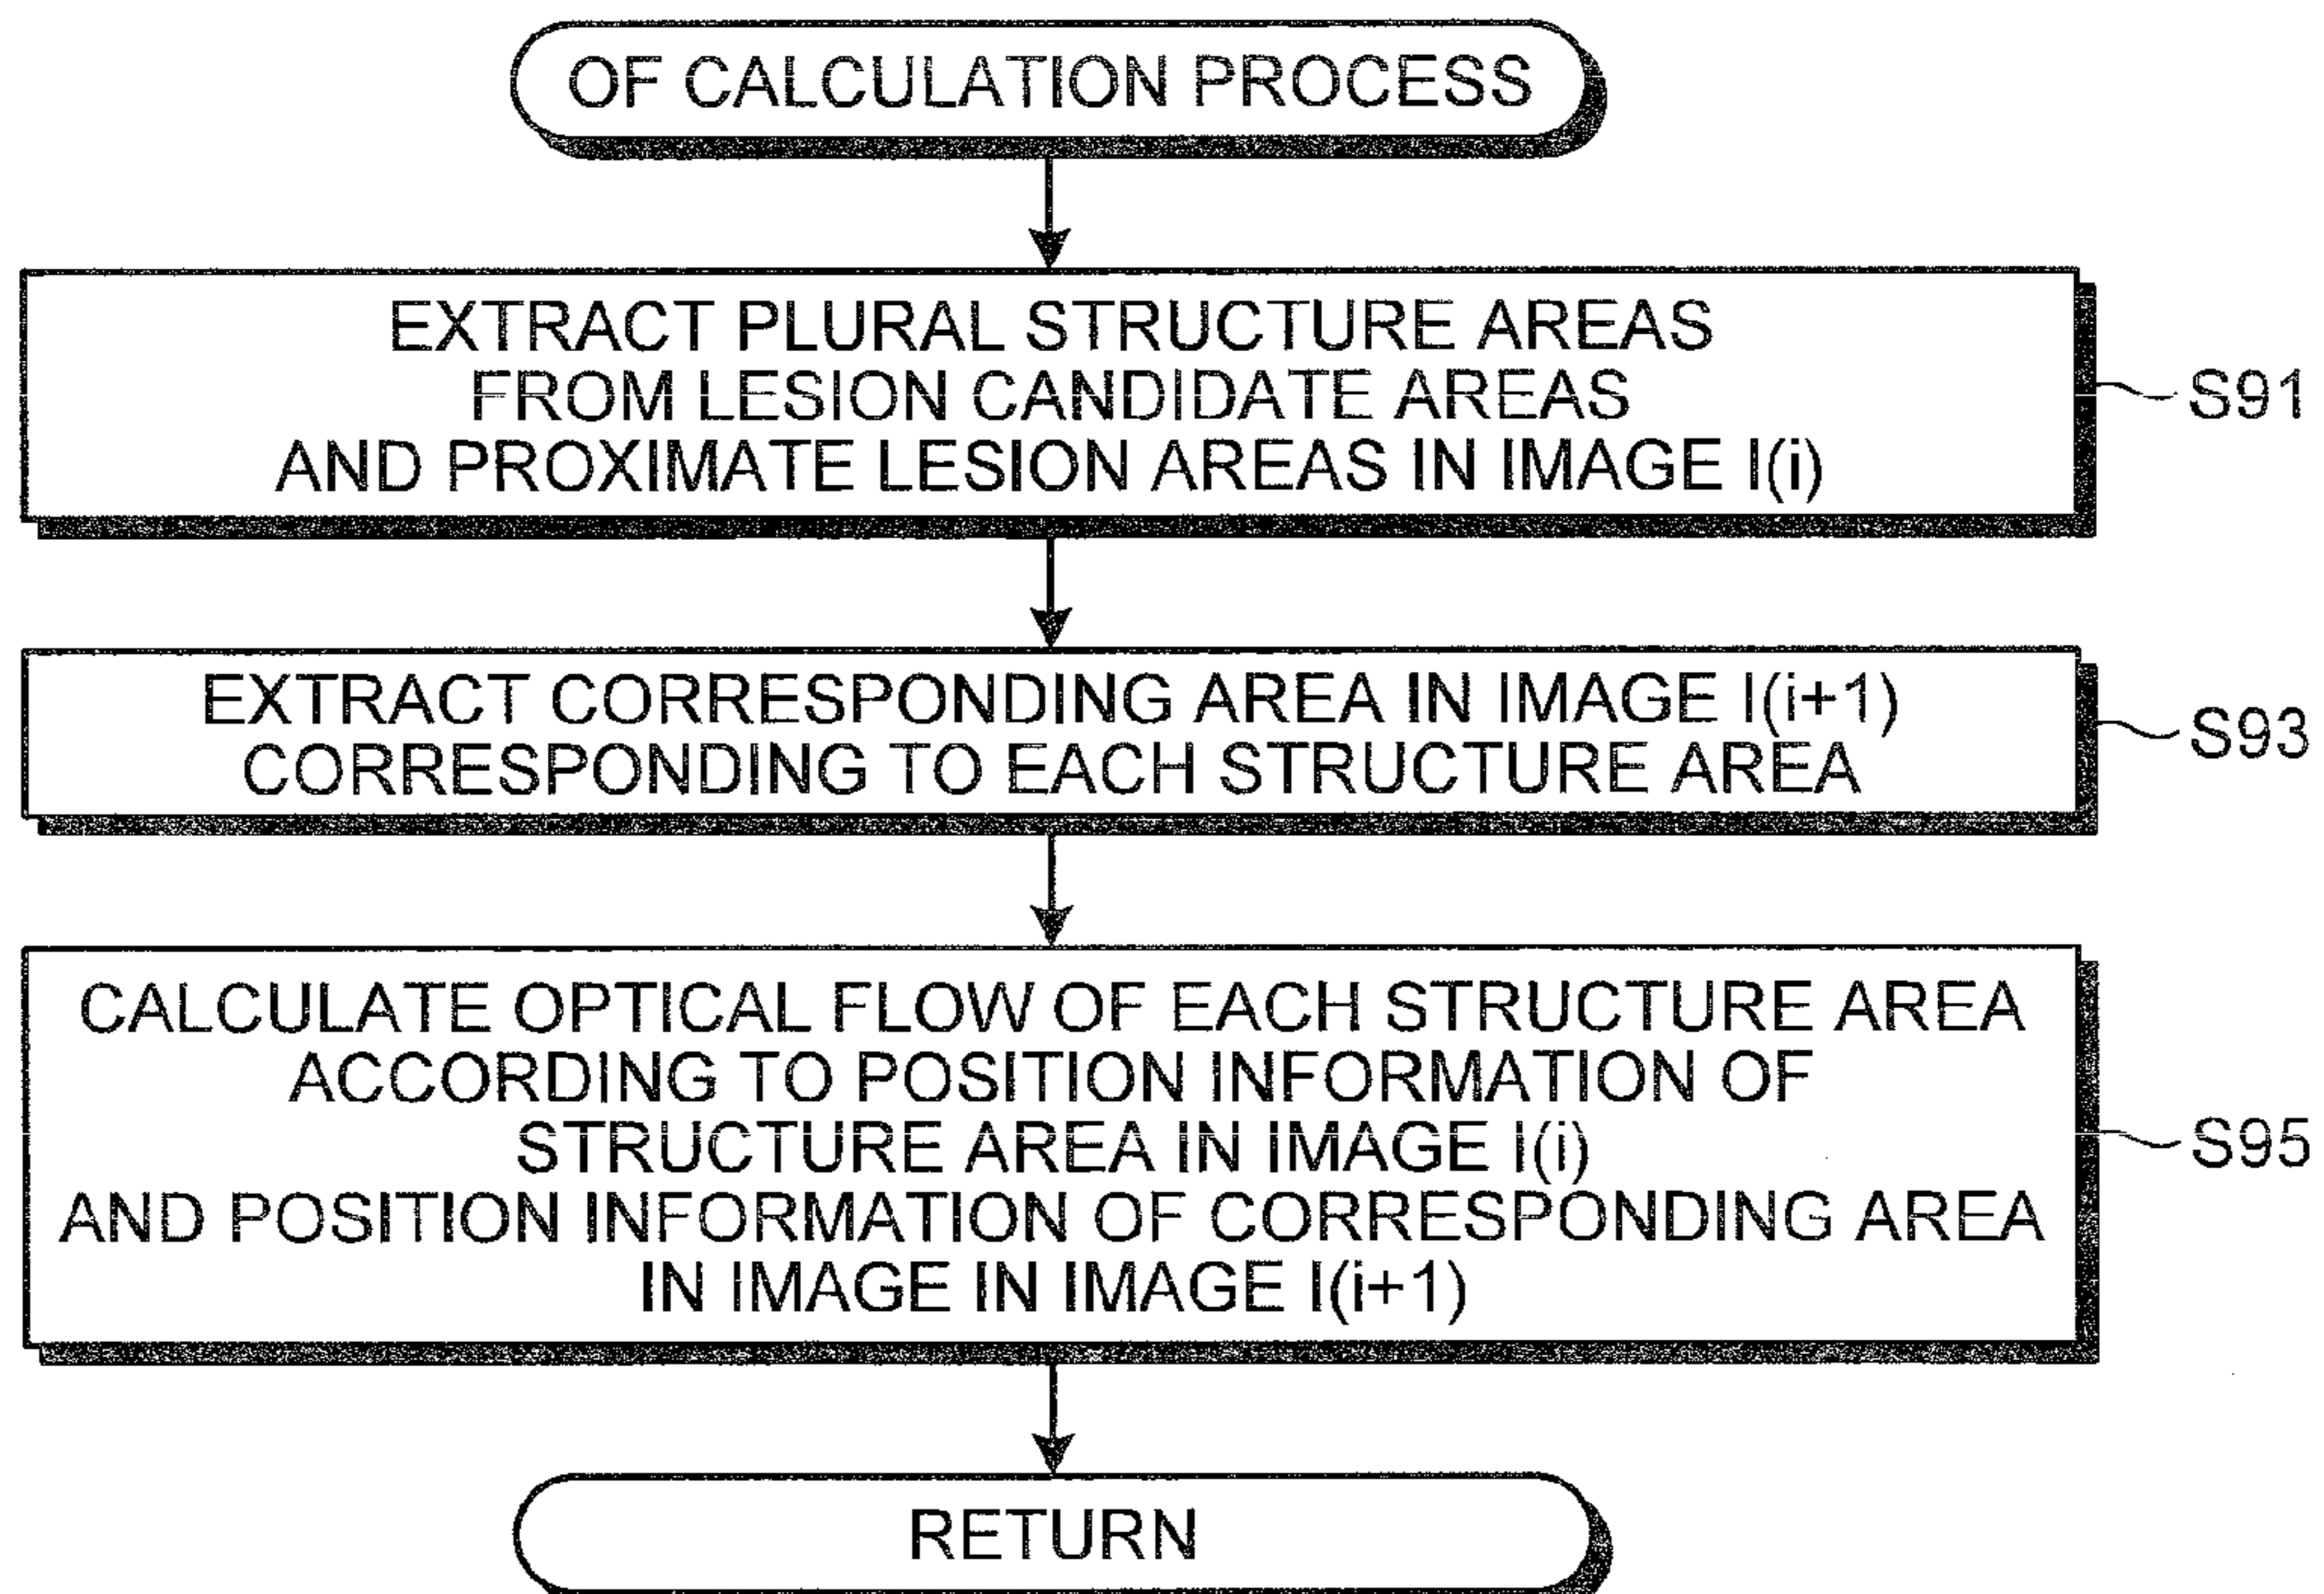 OF CALCULATION PROCESS
EXTRACT PLURAL STRUCTURE AREAS
FROM LESION CANDIDATE AREAS
AND PROXIMATE LESION AREAS IN IMAGE I(i)
S91
EXTRACT CORRESPONDING AREA IN IMAGE I(i+1)
CORRESPONDING TO EACH STRUCTURE AREA
S93
CALCULATE OPTICAL FLOW OF EACH STRUCTURE AREA
ACCORDING TO POSITION INFORMATION OF
STRUCTURE AREA IN IMAGE I(i)
AND POSITION INFORMATION OF CORRESPONDING AREA
IN IMAGE IN IMAGE I(i+1)
S95
RETURN